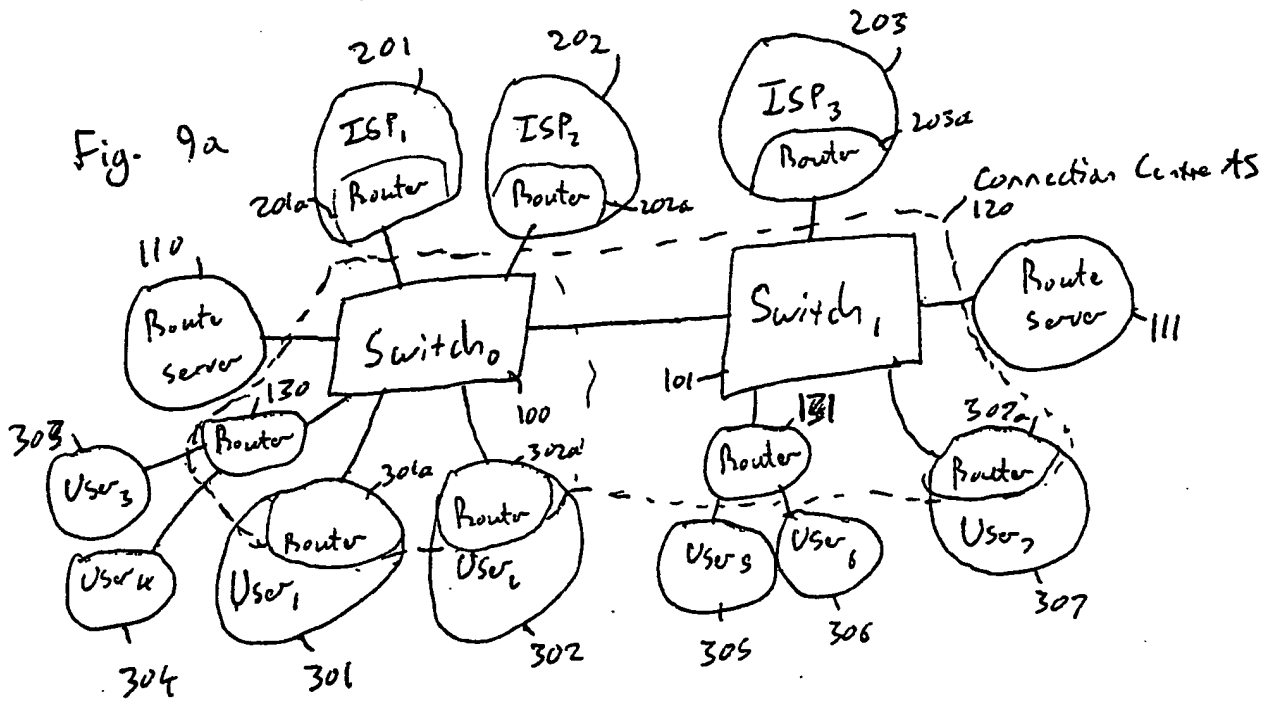 Fig. 9a
201
202
203
ISP1
ISP2
ISP3
Router
203a
Connection Centre AS
120
201a
Router
Router
202a
110
Route
server
Switch0
Switch1
Route
server
111
130
100
101
131
303
Router
302a
Router
User3
301a
Router
Router
Router
User4
User1
User2
User5
User6
User7
304
301
302
305
306
307